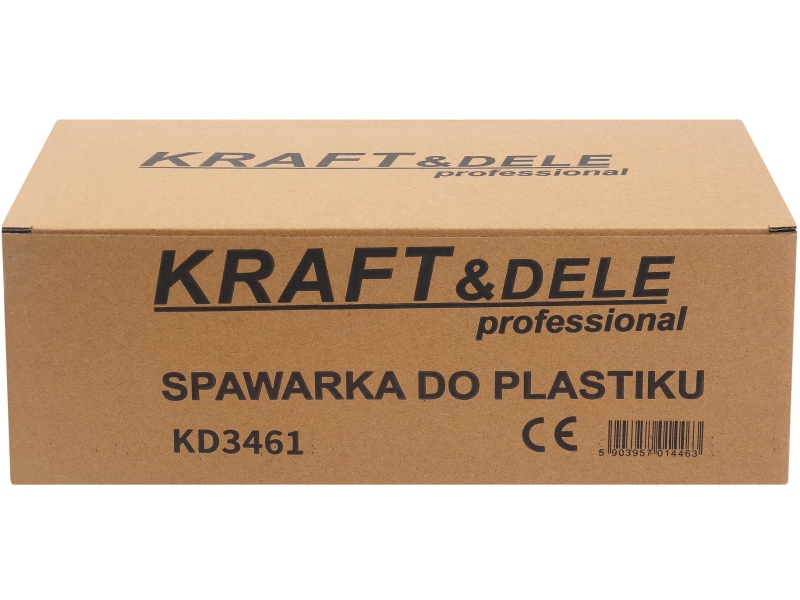 KRAFT&DELE
professional
KRAFT&DELE
professional
SPAWARKA DO PLASTIKU
KD3461
CE
5 903957 014463